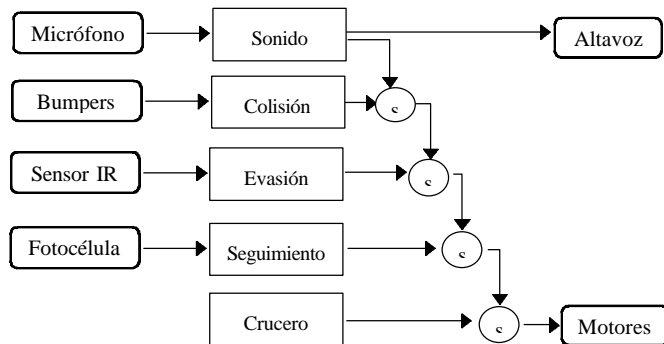 Micrófono Sonido Altavoz
Bumpers Colisión
s
Sensor IR Evasión
s
Fotocélula Seguimiento
s
Crucero Motores
s